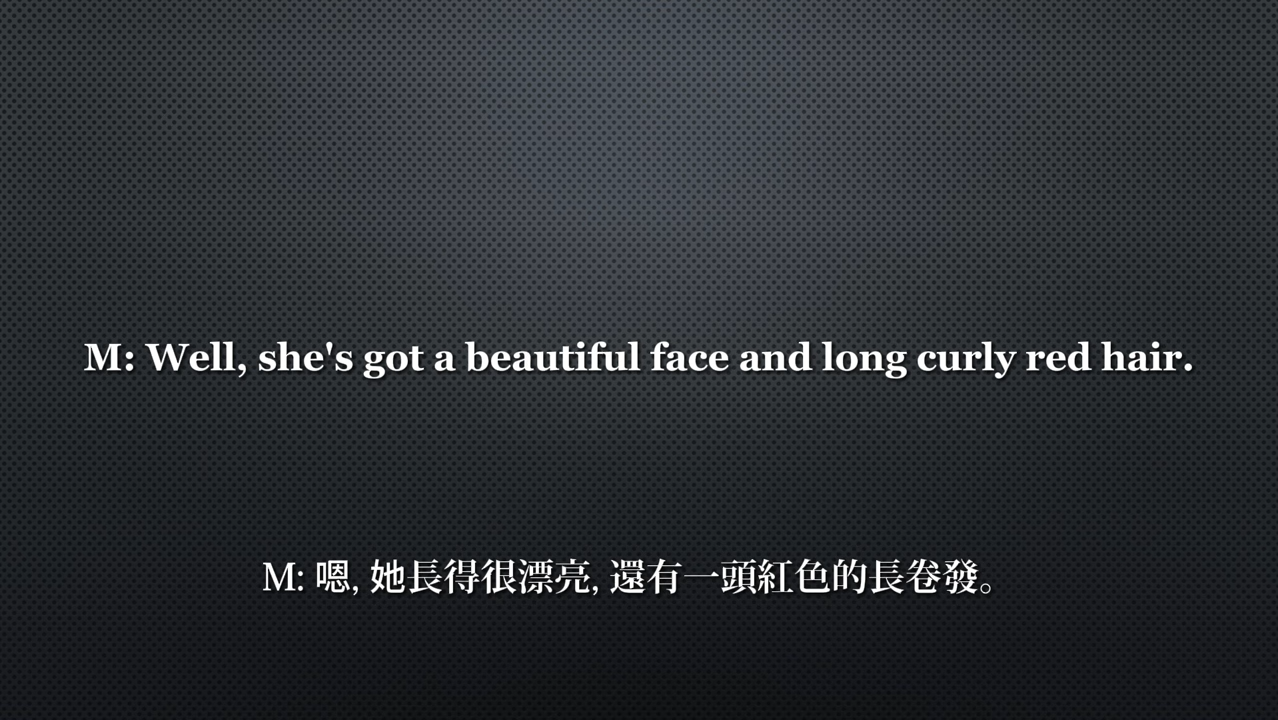 M: Well, she's got a beautiful face and long curly red hair.
M: 嗯, 她長得很漂亮, 還有一頭紅色的長卷發。